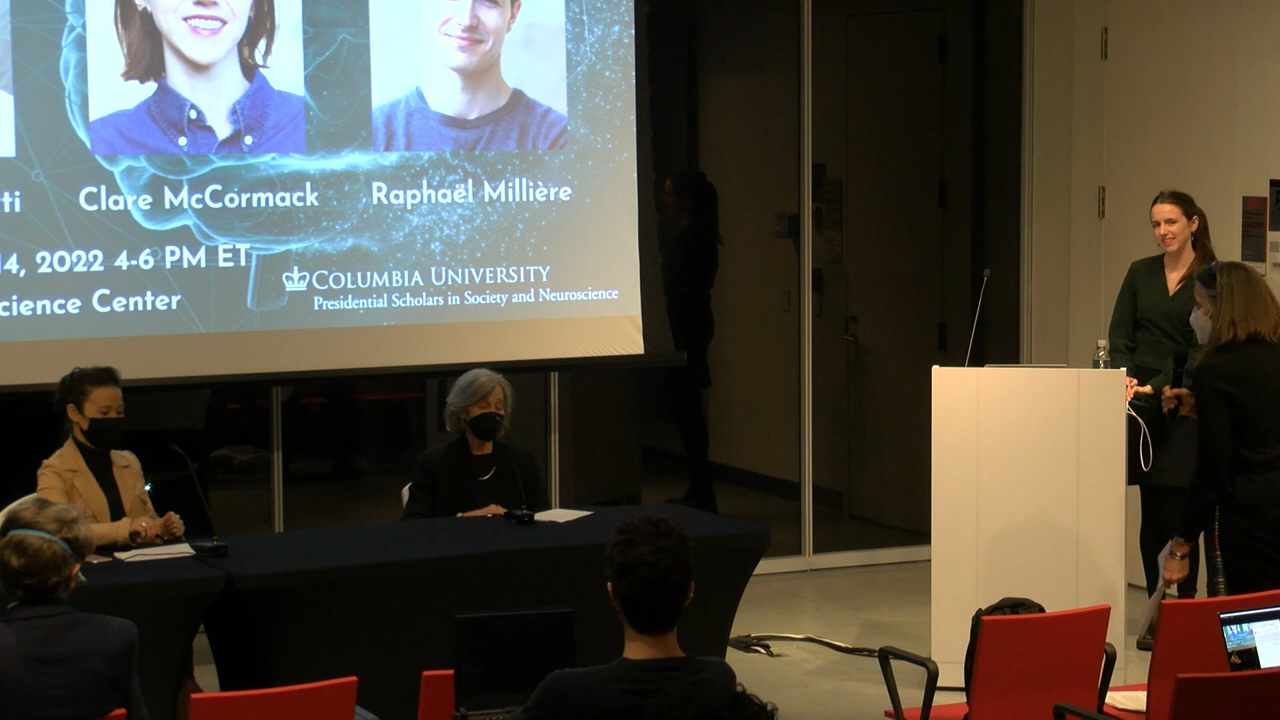 Clare McCormack
Raphaël Millière
14, 2022 4-6 PM ET
COLUMBIA UNIVERSITY
Presidential Scholars in Society and Neuroscience
cience Center